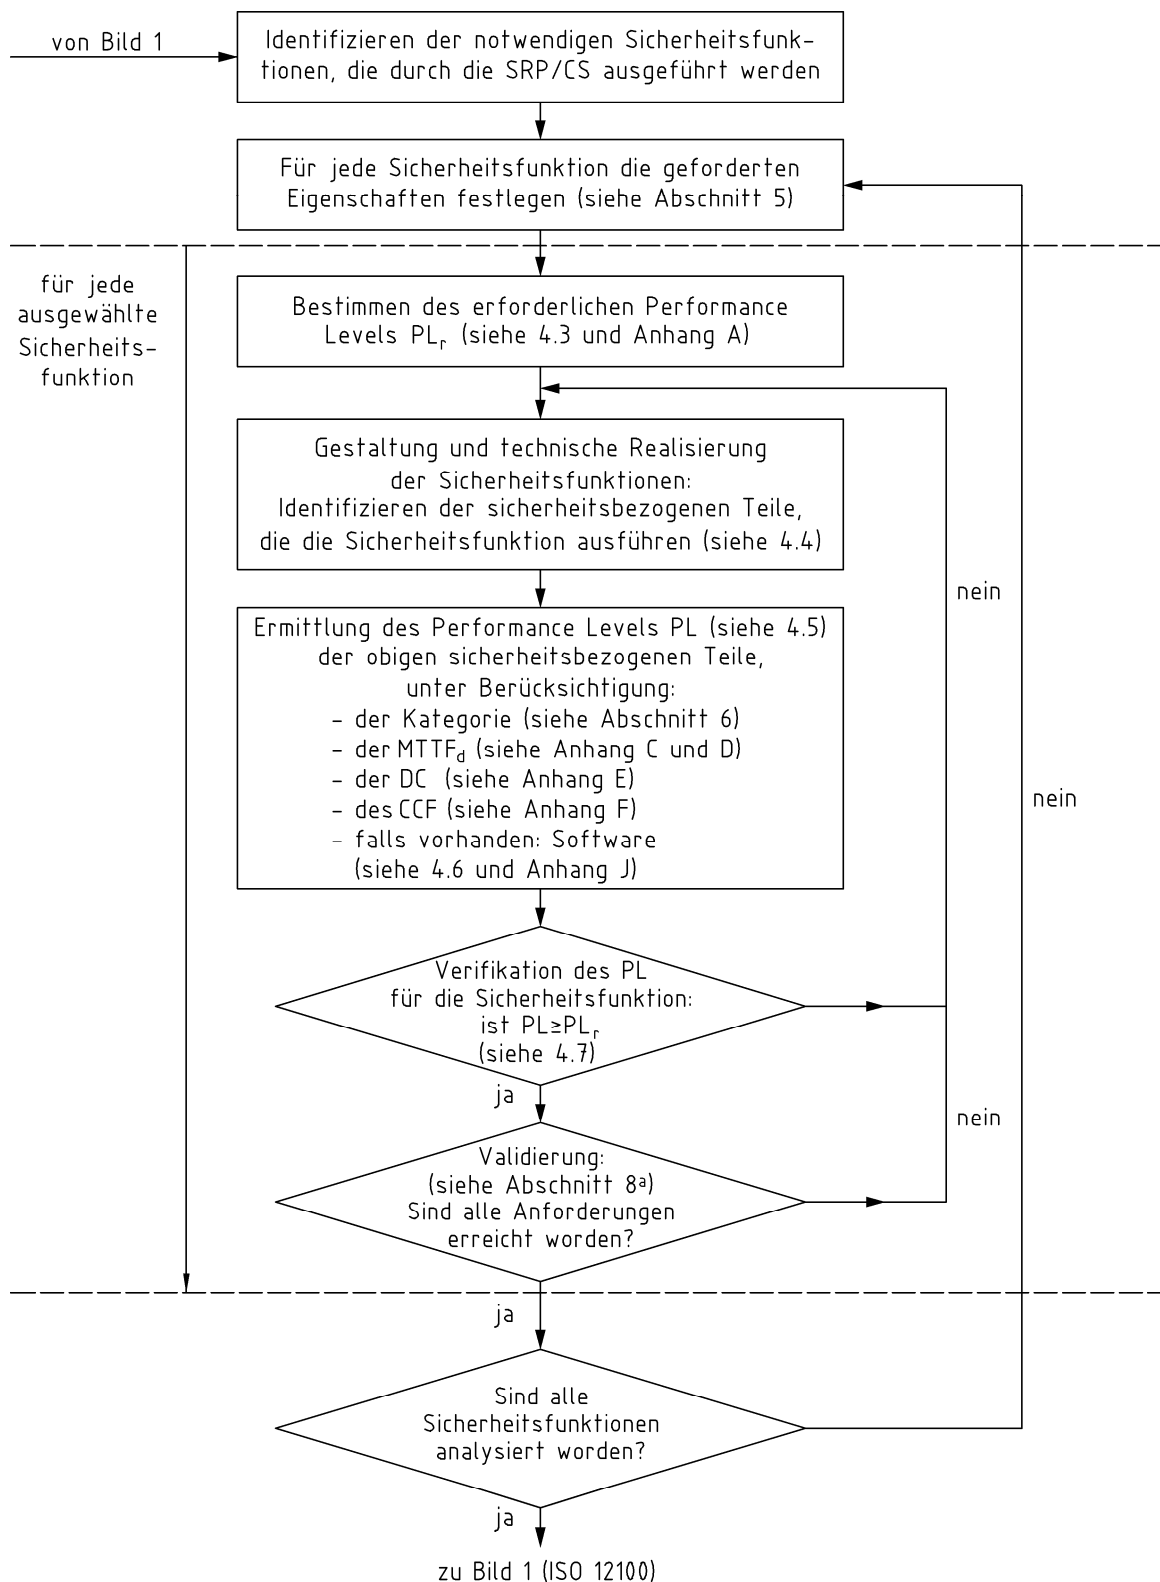 von Bild 1
Identifizieren der notwendigen Sicherheitsfunk-
tionen, die durch die SRP/CS ausgeführt werden
Für jede Sicherheitsfunktion die geforderten
Eigenschaften festlegen (siehe Abschnitt 5)
für jede
ausgewählte
Sicherheits-
funktion
Bestimmen des erforderlichen Performance
Levels PLr (siehe 4.3 und Anhang A)
Gestaltung und technische Realisierung
der Sicherheitsfunktionen:
Identifizieren der sicherheitsbezogenen Teile,
die die Sicherheitsfunktion ausführen (siehe 4.4)
nein
Ermittlung des Performance Levels PL (siehe 4.5)
der obigen sicherheitsbezogenen Teile,
unter Berücksichtigung:
- der Kategorie (siehe Abschnitt 6)
- der MTTFd (siehe Anhang C und D)
- der DC (siehe Anhang E)
- des CCF (siehe Anhang F)
- falls vorhanden: Software
(siehe 4.6 und Anhang J)
nein
Verifikation des PL
für die Sicherheitsfunktion:
ist PL≥PLr
(siehe 4.7)
ja
nein
Validierung:
(siehe Abschnitt 8a)
Sind alle Anforderungen
erreicht worden?
ja
Sind alle
Sicherheitsfunktionen
analysiert worden?
ja
zu Bild 1 (ISO 12100)